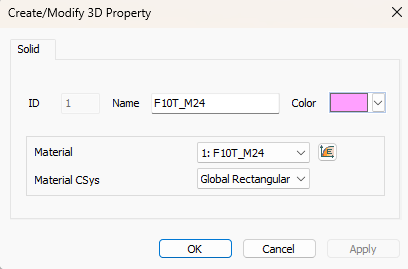 Create/Modify 3D Property
Solid
ID 1 Name F10T_M24 Color
Material 1: F10T_M24
Material CSys Global Rectangular
OK Cancel Apply